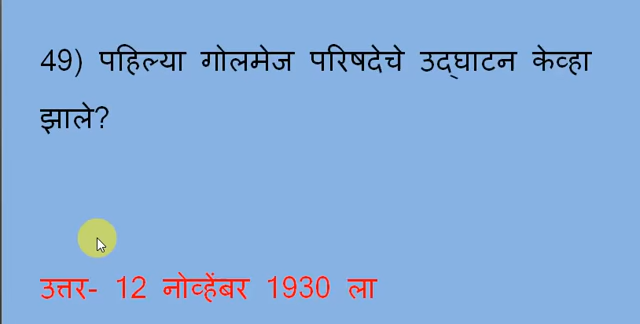 49) पहिल्या गोलमेज परिषदेचे उद्‌घाटन केव्हा
झाले?
उत्तर- 12 नोव्हेंबर 1930 ला